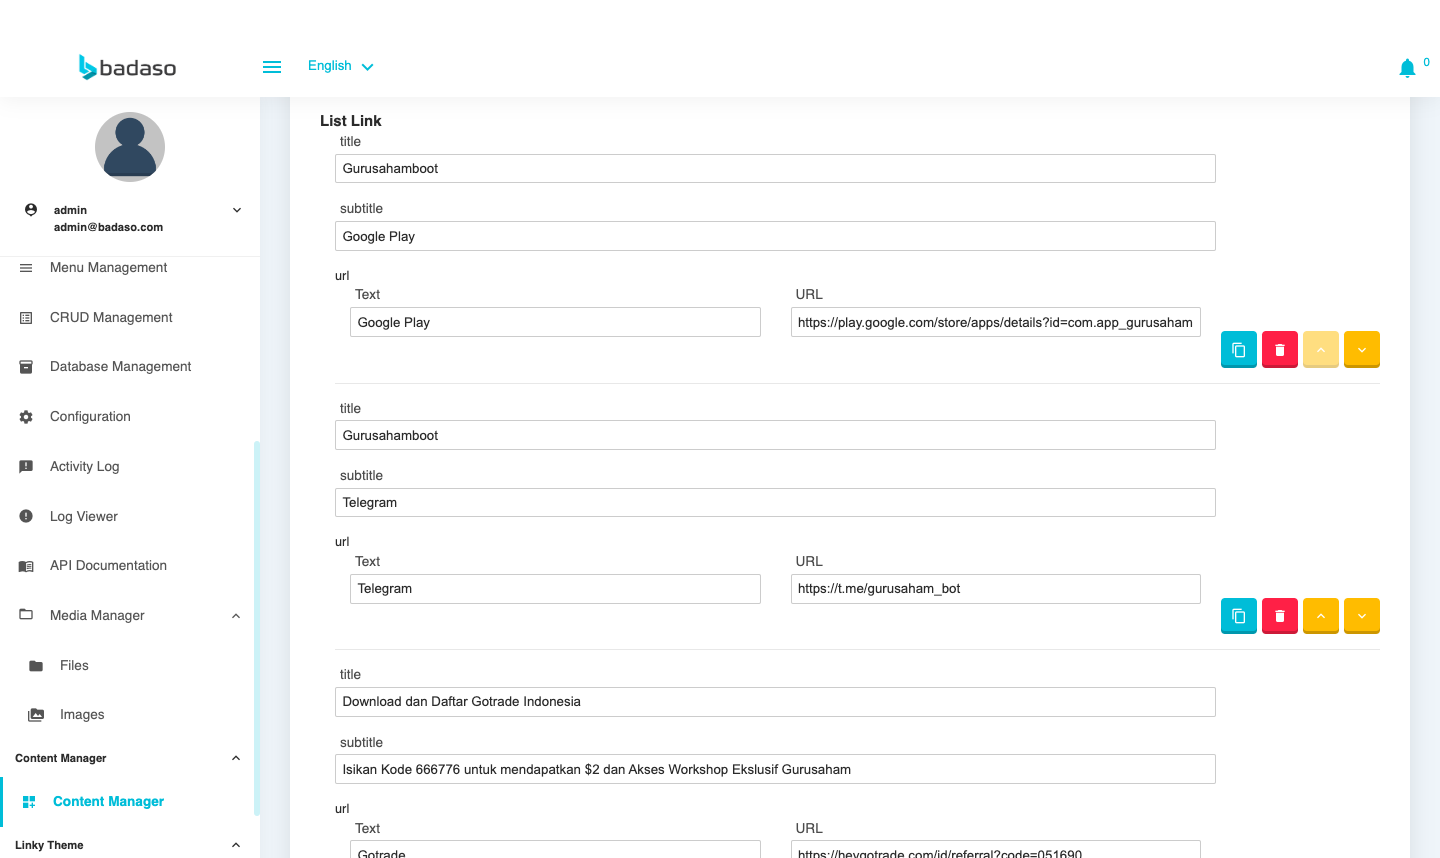 badaso
English
0
admin
admin@badaso.com
Menu Management
CRUD Management
Database Management
Configuration
Activity Log
Log Viewer
API Documentation
Media Manager
Files
Images
Content Manager
Content Manager
Linky Theme
List Link
title
Gurusahamboot
subtitle
Google Play
url
Text
URL
Google Play
https://play.google.com/store/apps/details?id=com.app_gurusaham
title
Gurusahamboot
subtitle
Telegram
url
Text
URL
Telegram
https://t.me/gurusaham_bot
title
Download dan Daftar Gotrade Indonesia
subtitle
Isikan Kode 666776 untuk mendapatkan $2 dan Akses Workshop Ekslusif Gurusaham
url
Text
URL
Gotrade
https://heygotrade.com/id/referral?code=051690